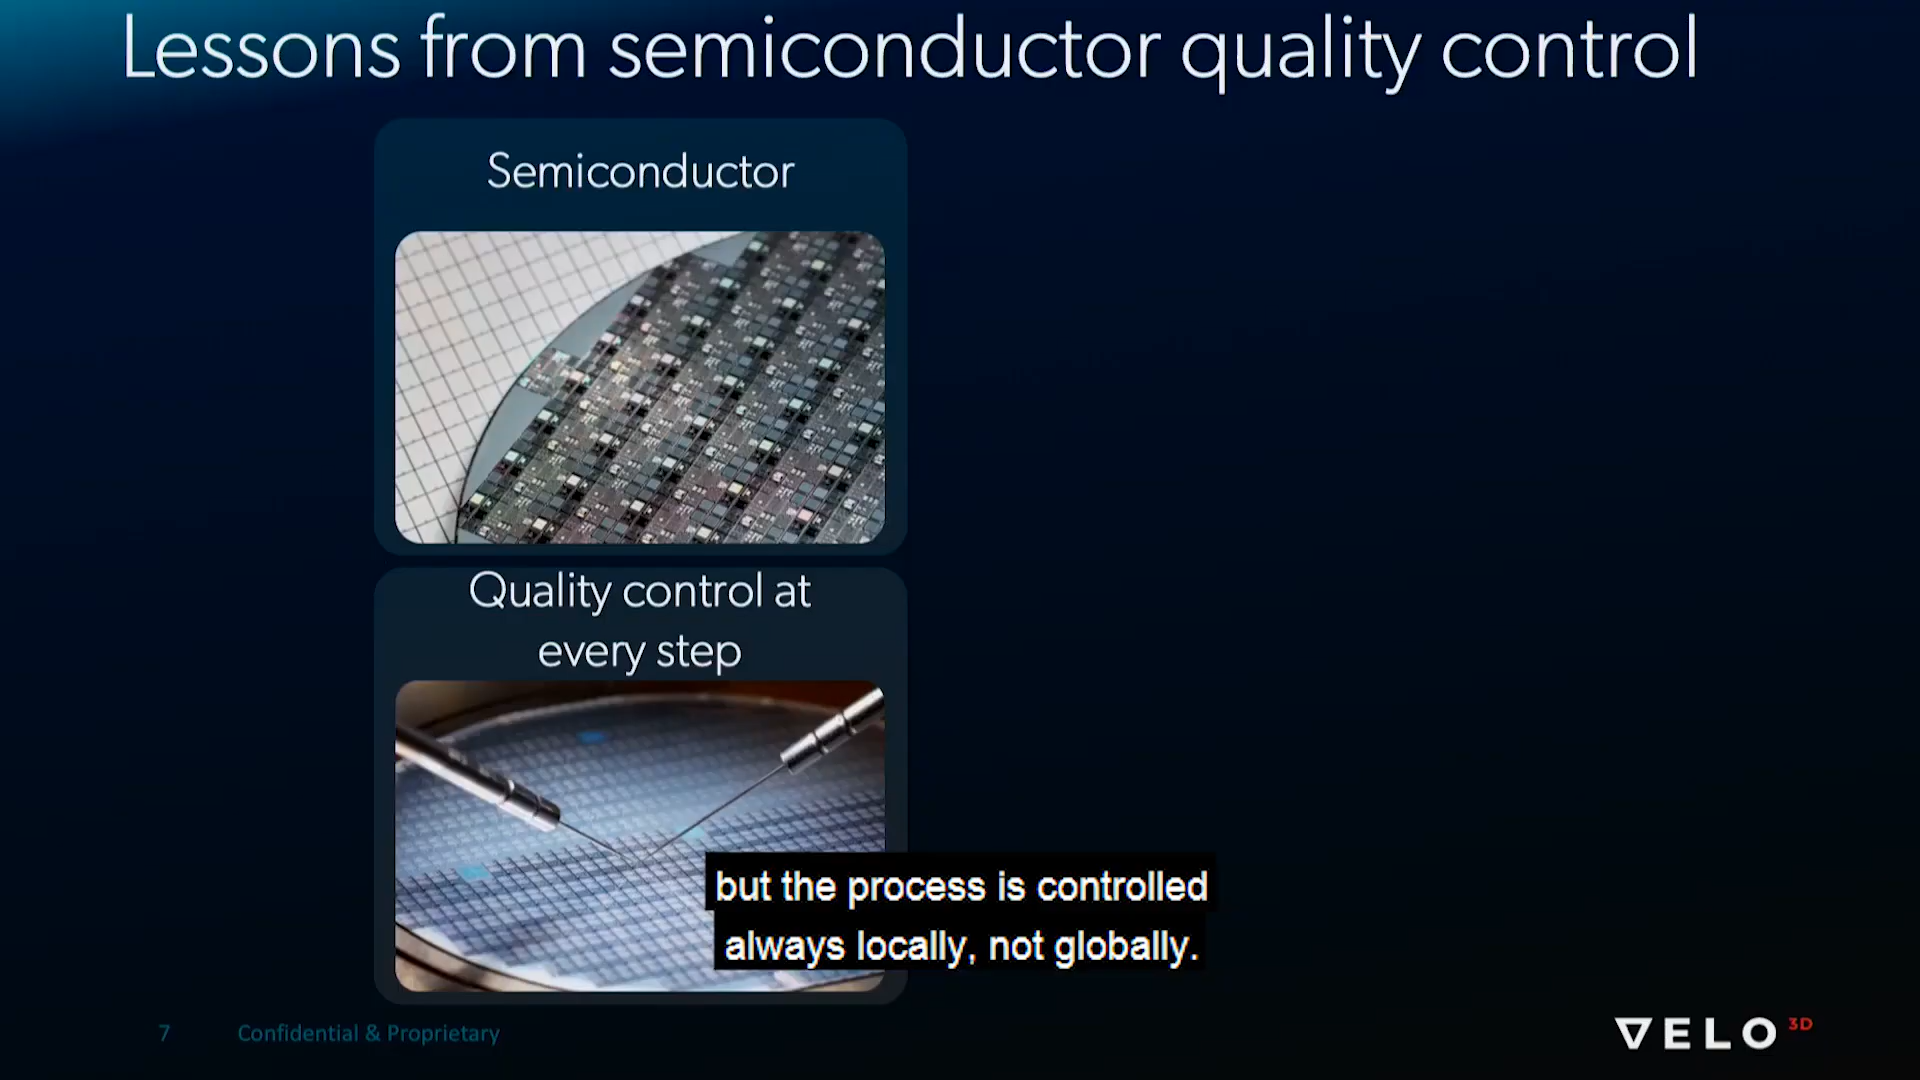 Lessons from semiconductor quality control
Semiconductor
Quality control at
every step
but the process is controlled
always locally, not globally.
7 Confidential & Proprietary
VELO 3D